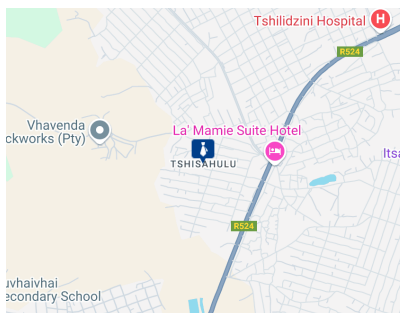 Tshilidzini Hospital
H
R524
Vhavenda
ckworks (Pty)
La' Mamie Suite Hotel
TSHISAHULU
Itsa
R524
uvhaivhai
econdary School